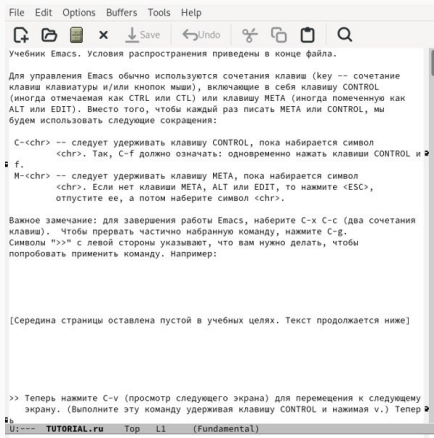 File Edit Options Buffers Tools Help
Save Undo
Учебник Emacs. Условия распространения приведены в конце файла.
Для управления Emacs обычно используются сочетания клавиш (key -- сочетание
клавиш клавиатуры и/или кнопок мыши), включающие в себя клавишу CONTROL
(иногда отмечаемая как CTRL или CTL) или клавишу META (иногда помеченную как
ALT или EDIT). Вместо того, чтобы каждый раз писать META или CONTROL, мы
будем использовать следующие сокращения:
C-<chr> -- следует удерживать клавишу CONTROL, пока набирается символ
<chr>. Так, C-f должно означать: одновременно нажать клавиши CONTROL и
f.
M-<chr> -- следует удерживать клавишу META, пока набирается символ
<chr>. Если нет клавиши META, ALT или EDIT, то нажмите <ESC>,
отпустите ее, а потом наберите символ <chr>.
Важное замечание: для завершения работы Emacs, наберите C-x C-c (два сочетания
клавиш). Чтобы прервать частично набранную команду, нажмите C-g.
Символы ">>" с левой стороны указывают, что вам нужно делать, чтобы
попробовать применить команду. Например:
[Середина страницы оставлена пустой в учебных целях. Текст продолжается ниже]
>> Теперь нажмите C-v (просмотр следующего экрана) для перемещения к следующему
экрану. (Выполните эту команду удерживая клавишу CONTROL и нажимая v.) Тепер
ь
U:--- TUTORIAL.ru Top L1 (Fundamental)